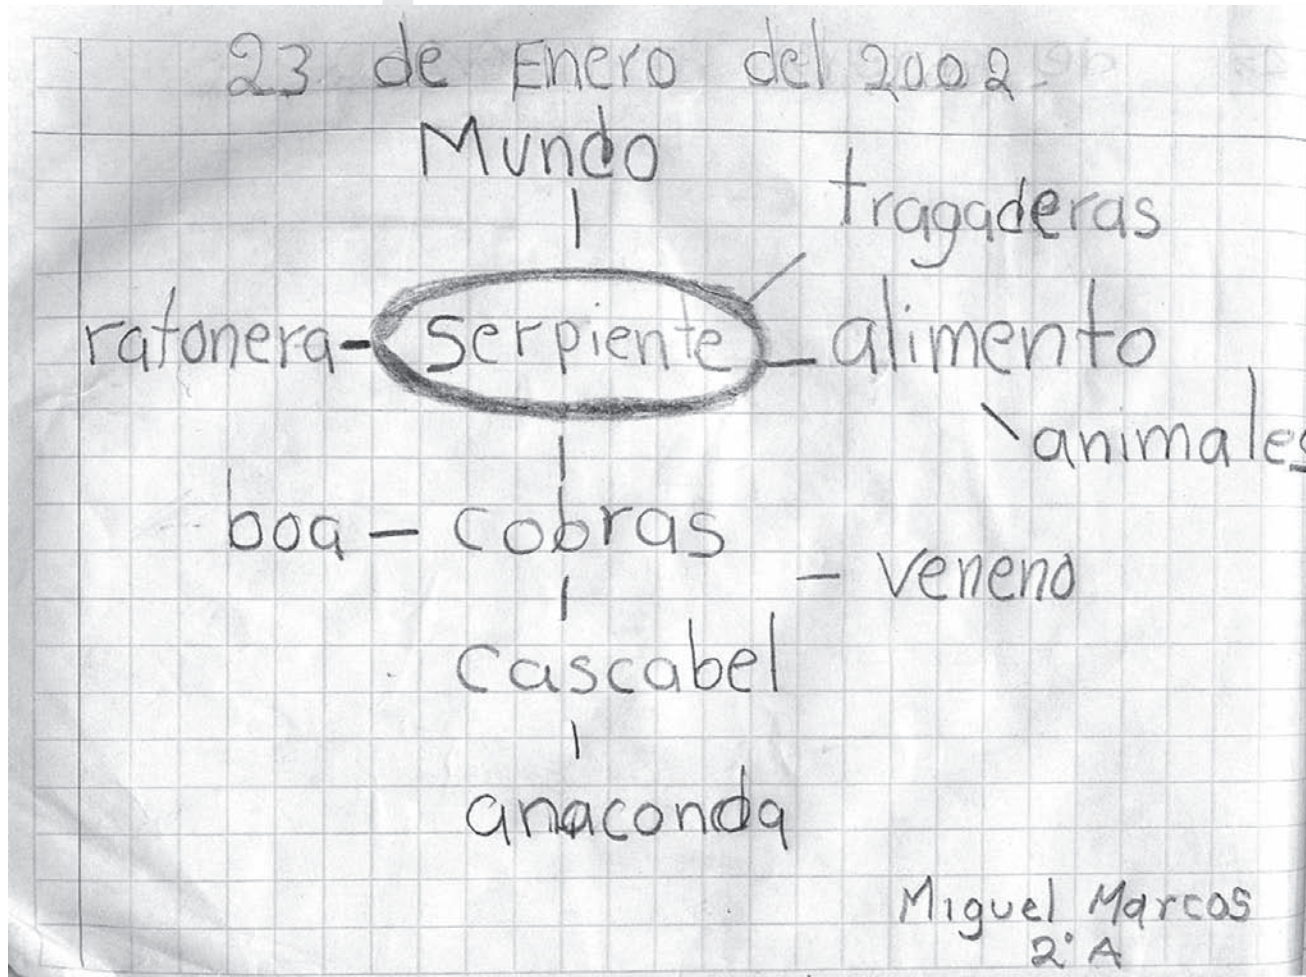 23 de Enero del 2002.
Mundo
tragaderas
ratonera - serpiente - alimento
animales
boa - cobras
- veneno
Cascabel
anaconda
Miguel Marcos
2° A